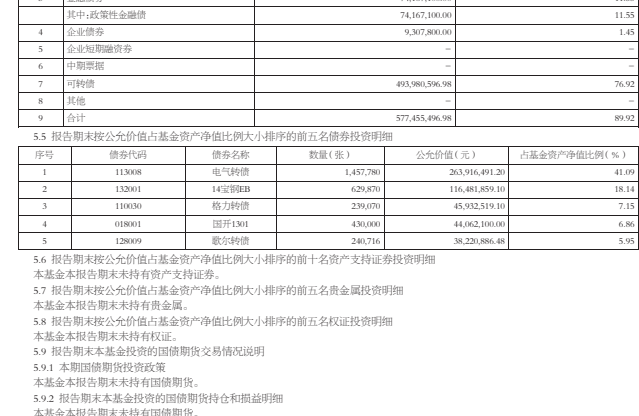 其中:政策性金融债 74,167,100.00 11.55
4 企业债券 9,307,800.00 1.45
5 企业短期融资券 － －
6 中期票据 － －
7 可转债 493,980,596.98 76.92
8 其他 － －
9 合计 577,455,496.98 89.92
5.5 报告期末按公允价值占基金资产净值比例大小排序的前五名债券投资明细
序号 债券代码 债券名称 数量(张) 公允价值(元) 占基金资产净值比例(%)
1 113008 电气转债 1,457,780 263,916,491.20 41.09
2 132001 14宝钢EB 629,870 116,481,859.10 18.14
3 110030 格力转债 239,070 45,932,519.10 7.15
4 018001 国开1301 430,000 44,062,100.00 6.86
5 128009 歌尔转债 240,716 38,220,886.48 5.95
5.6 报告期末按公允价值占基金资产净值比例大小排序的前十名资产支持证券投资明细
本基金本报告期末未持有资产支持证券。
5.7 报告期末按公允价值占基金资产净值比例大小排序的前五名贵金属投资明细
本基金本报告期末未持有贵金属。
5.8 报告期末按公允价值占基金资产净值比例大小排序的前五名权证投资明细
本基金本报告期末未持有权证。
5.9 报告期末本基金投资的国债期货交易情况说明
5.9.1 本期国债期货投资政策
本基金本报告期末未持有国债期货。
5.9.2 报告期末本基金投资的国债期货持仓和损益明细
本基金本报告期末未持有国债期货。